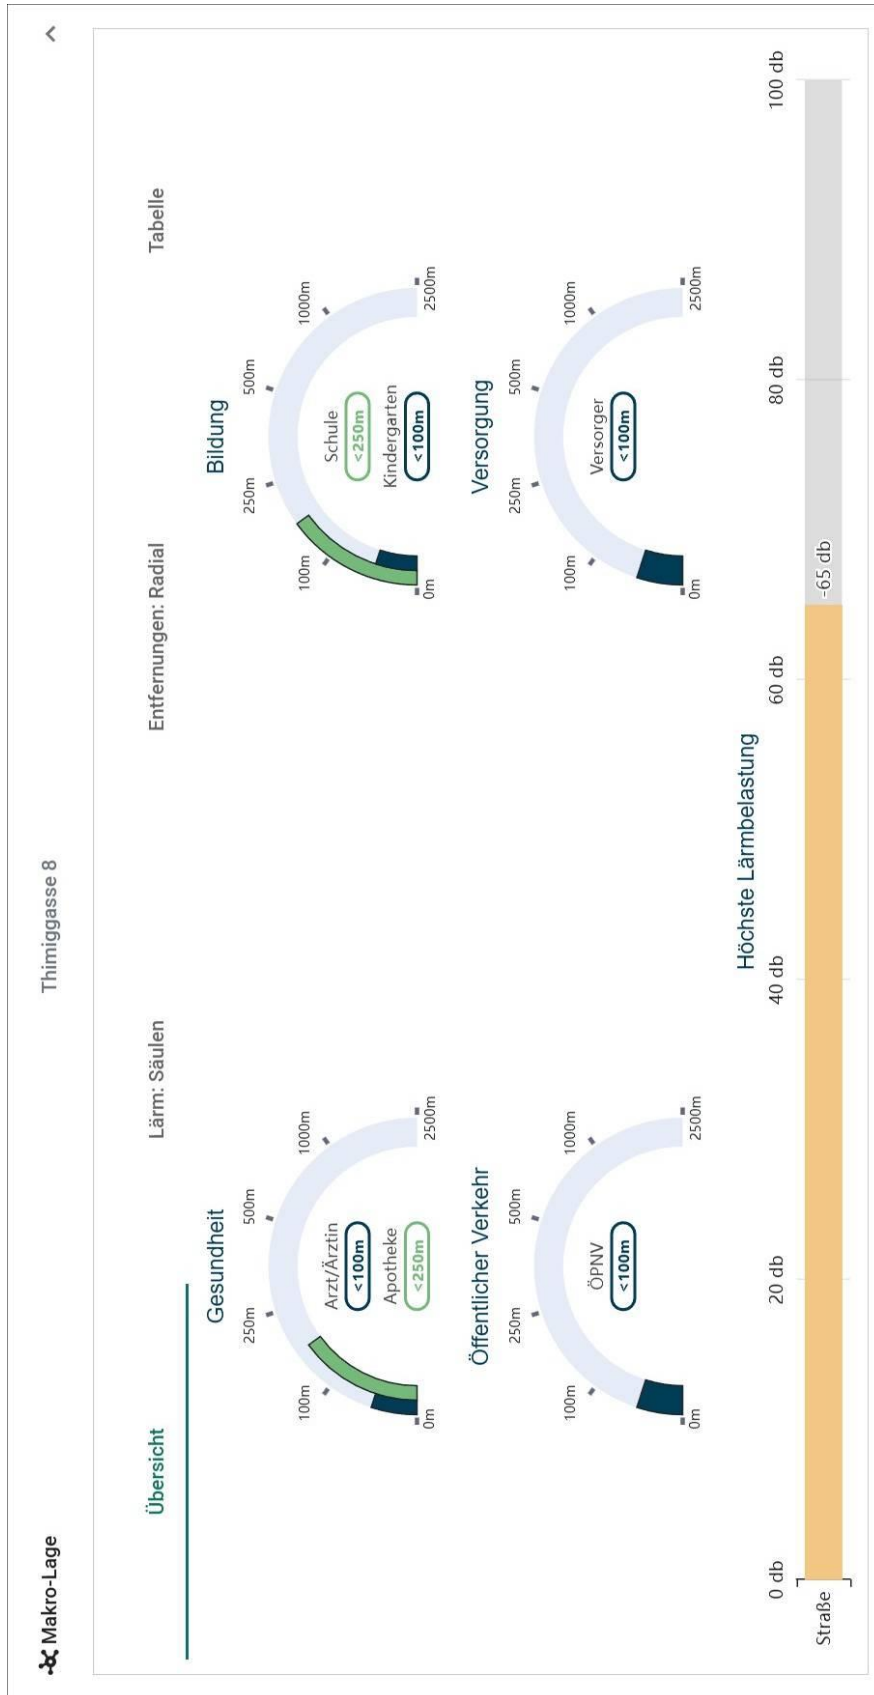 Makro-Lage
Thimiggasse 8
Übersicht
Lärm: Säulen
Entfernungen: Radial
Tabelle
Gesundheit
0m
100m
250m
500m
1000m
2500m
Arzt/Ärztin
<100m
Apotheke
<250m
Bildung
0m
100m
250m
500m
1000m
2500m
Schule
<250m
Kindergarten
<100m
Öffentlicher Verkehr
0m
100m
250m
500m
1000m
2500m
ÖPNV
<100m
Versorgung
0m
100m
250m
500m
1000m
2500m
Versorger
<100m
Höchste Lärmbelastung
0 db
20 db
40 db
60 db
80 db
100 db
Straße
-65 db